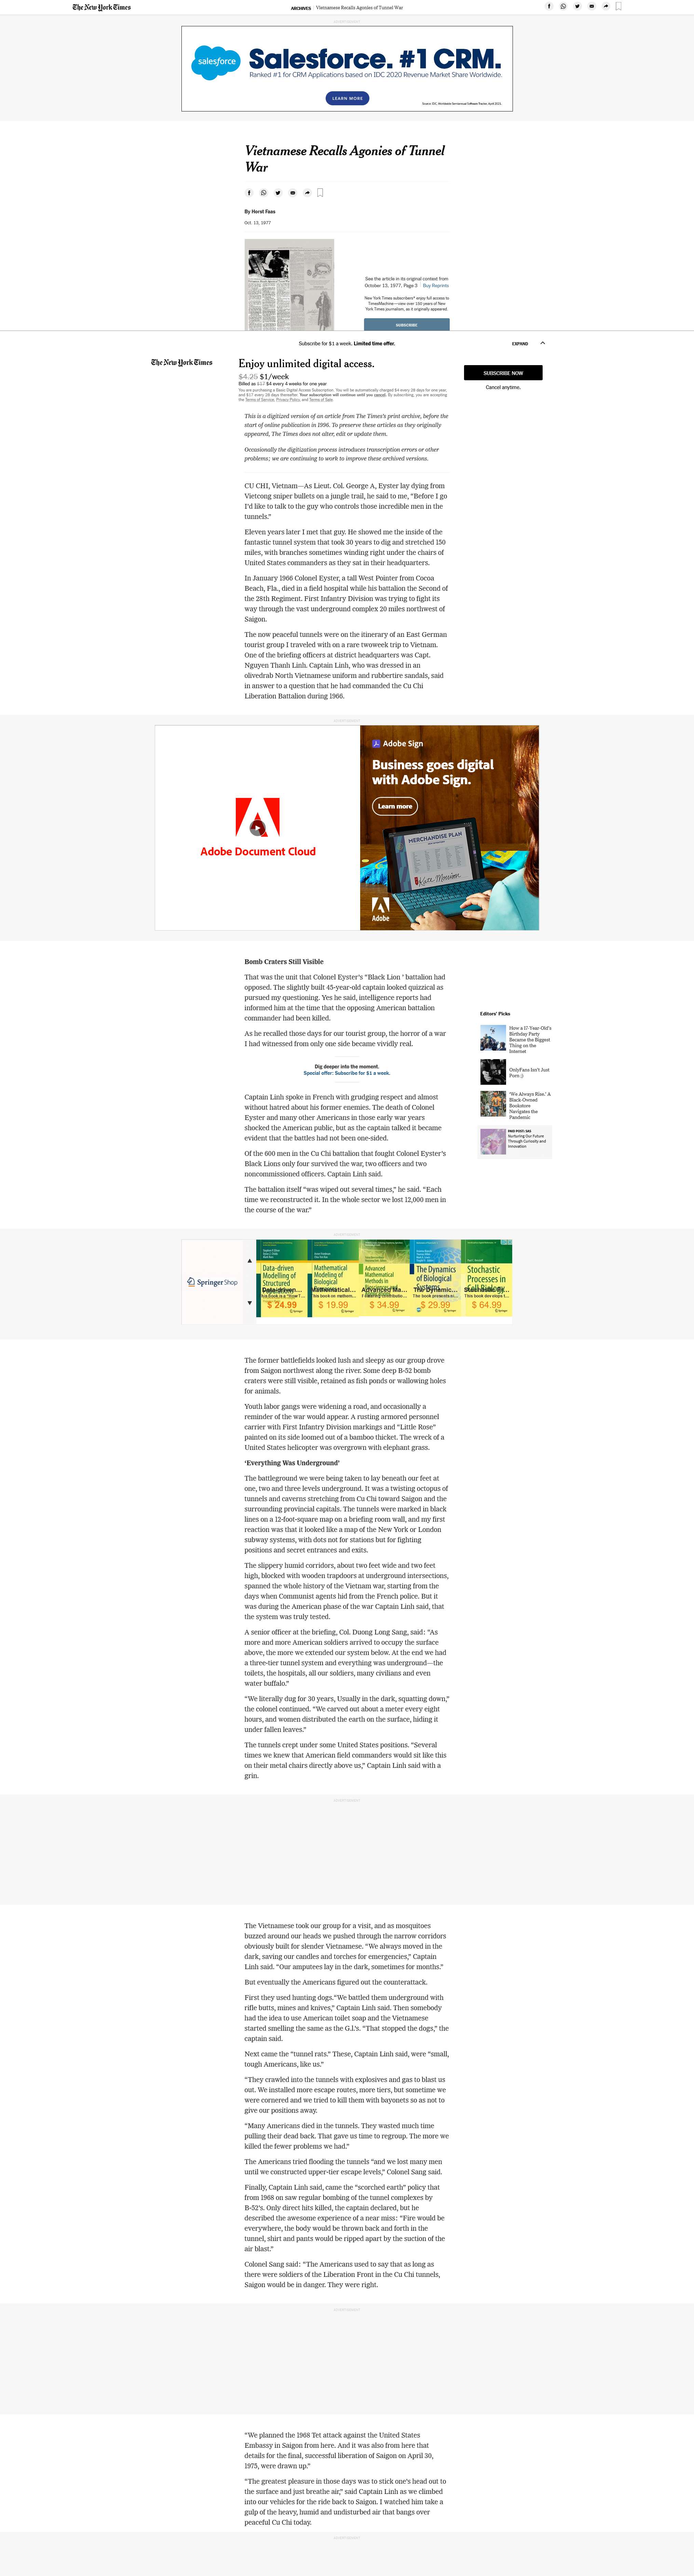 The New York Times
ARCHIVES | Vietnamese Recalls Agonies of Tunnel War
ADVERTISEMENT
salesforce
Salesforce. #1 CRM.
Ranked #1 for CRM Applications based on IDC 2020 Revenue Market Share Worldwide.
LEARN MORE
Vietnamese Recalls Agonies of Tunnel
War
By Horst Faas
Oct. 13, 1977
See the article in its original context from
October 13, 1977, Page 3 Buy Reprints
New York Times subscribers* enjoy full access to
TimesMachine—view over 150 years of New
York Times journalism, as it originally appeared.
SUBSCRIBE
Subscribe for $1 a week. Limited time offer.
EXPAND
The New York Times
Enjoy unlimited digital access.
$4.25 $1/week
Billed as $17 $4 every 4 weeks for one year
You are purchasing a Basic Digital Access Subscription. You will be automatically charged $4 every 28 days for one year,
and $17 every 28 days thereafter. Your subscription will continue until you cancel. By subscribing, you are accepting
the Terms of Service, Privacy Policy, and Terms of Sale.
SUBSCRIBE NOW
Cancel anytime.
This is a digitized version of an article from The Times's print archive, before the
start of online publication in 1996. To preserve these articles as they originally
appeared, The Times does not alter, edit or update them.
Occasionally the digitization process introduces transcription errors or other
problems; we are continuing to work to improve these archived versions.
CU CHI, Vietnam—As Lieut. Col. George A, Eyster lay dying from
Vietcong sniper bullets on a jungle trail, he said to me, "Before I go
I'd like to talk to the guy who controls those incredible men in the
tunnels."
Eleven years later I met that guy. He showed me the inside of the
fantastic tunnel system that took 30 years to dig and stretched 150
miles, with branches sometimes winding right under the chairs of
United States commanders as they sat in their headquarters.
In January 1966 Colonel Eyster, a tall West Pointer from Cocoa
Beach, Fla., died in a field hospital while his battalion the Second of
the 28th Regiment. First Infantry Division was trying to fight its
way through the vast underground complex 20 miles northwest of
Saigon.
The now peaceful tunnels were on the itinerary of an East German
tourist group I traveled with on a rare twoweek trip to Vietnam.
One of the briefing officers at district headquarters was Capt.
Nguyen Thanh Linh. Captain Linh, who was dressed in an
olivedrab North Vietnamese uniform and rubbertire sandals, said
in answer to a question that he had commanded the Cu Chi
Liberation Battalion during 1966.
ADVERTISEMENT
Adobe Document Cloud
Adobe Sign
Business goes digital
with Adobe Sign.
Learn more
MERCHANDISE PLAN
Kate Morrison
Adobe
Bomb Craters Still Visible
That was the unit that Colonel Eyster's "Black Lion ' battalion had
opposed. The slightly built 45-year-old captain looked quizzical as
pursued my questioning. Yes he said, intelligence reports had
informed him at the time that the opposing American battalion
commander had been killed.
As he recalled those days for our tourist group, the horror of a war
I had witnessed from only one side became vividly real.
Dig deeper into the moment.
Special offer: Subscribe for $1 a week.
Editors' Picks
How a 17-Year-Old's
Birthday Party
Became the Biggest
Thing on the
Internet
OnlyFans Isn't Just
Porn ;)
'We Always Rise.' A
Black-Owned
Bookstore
Navigates the
Pandemic
PAID POST: SAS
Nurturing Our Future
Through Curiosity and
Innovation
Captain Linh spoke in French with grudging respect and almost
without hatred about his former enemies. The death of Colonel
Eyster and many other Americans in those early war years
shocked the American public, but as the captain talked it became
evident that the battles had not been one-sided.
Of the 600 men in the Cu Chi battalion that fought Colonel Eyster's
Black Lions only four survived the war, two officers and two
noncommissioned officers. Captain Linh said.
The battalion itself "was wiped out several times," he said. "Each
time we reconstructed it. In the whole sector we lost 12,000 men in
the course of the war."
ADVERTISEMENT
Springer Shop
Data-driven
Modelling of
Structured
Populations
$ 24.99
Mathematical
Modeling of
Biological
$ 19.99
Advanced
Mathematical
Methods in
$ 34.99
The Dynamics
of Biological
Systems
$ 29.99
Stochastic
Processes in
Cell Biology
$ 64.99
The former battlefields looked lush and sleepy as our group drove
from Saigon northwest along the river. Some deep B-52 bomb
craters were still visible, retained as fish ponds or wallowing holes
for animals.
Youth labor gangs were widening a road, and occasionally a
reminder of the war would appear. A rusting armored personnel
carrier with First Infantry Division markings and "Little Rose"
painted on its side loomed out of a bamboo thicket. The wreck of a
United States helicopter was overgrown with elephant grass.
'Everything Was Underground'
The battleground we were being taken to lay beneath our feet at
one, two and three levels underground. It was a twisting octopus of
tunnels and caverns stretching from Cu Chi toward Saigon and the
surrounding provincial capitals. The tunnels were marked in black
lines on a 12-foot-square map on a briefing room wall, and my first
reaction was that it looked like a map of the New York or London
subway systems, with dots not for stations but for fighting
positions and secret entrances and exits.
The slippery humid corridors, about two feet wide and two feet
high, blocked with wooden trapdoors at underground intersections,
spanned the whole history of the Vietnam war, starting from the
days when Communist agents hid from the French police. But it
was during the American phase of the war Captain Linh said, that
the system was truly tested.
A senior officer at the briefing, Col. Duong Long Sang, said: "As
more and more American soldiers arrived to occupy the surface
above, the more we extended our system below. At the end we had
a three-tier tunnel system and everything was underground—the
toilets, the hospitals, all our soldiers, many civilians and even
water buffalo."
"We literally dug for 30 years, Usually in the dark, squatting down,"
the colonel continued. "We carved out about a meter every eight
hours, and women distributed the earth on the surface, hiding it
under fallen leaves."
The tunnels crept under some United States positions. "Several
times we knew that American field commanders would sit like this
on their metal chairs directly above us," Captain Linh said with a
grin.
ADVERTISEMENT
The Vietnamese took our group for a visit, and as mosquitoes
buzzed around our heads we pushed through the narrow corridors
obviously built for slender Vietnamese. "We always moved in the
dark, saving our candles and torches for emergencies," Captain
Linh said. "Our amputees lay in the dark, sometimes for months."
But eventually the Americans figured out the counterattack.
First they used hunting dogs."We battled them underground with
rifle butts, mines and knives," Captain Linh said. Then somebody
had the idea to use American toilet soap and the Vietnamese
started smelling the same as the G.I.'s. "That stopped the dogs," the
captain said.
Next came the "tunnel rats." These, Captain Linh said, were "small,
tough Americans, like us."
"They crawled into the tunnels with explosives and gas to blast us
out. We installed more escape routes, more tiers, but sometime we
were cornered and we tried to kill them with bayonets so as not to
give our positions away.
"Many Americans died in the tunnels. They wasted much time
pulling their dead back. That gave us time to regroup. The more we
killed the fewer problems we had."
The Americans tried flooding the tunnels "and we lost many men
until we constructed upper-tier escape levels," Colonel Sang said.
Finally, Captain Linh said, came the "scorched earth" policy that
from 1968 on saw regular bombing of the tunnel complexes by
B-52's. Only direct hits killed, the captain declared, but he
described the awesome experience of a near miss: "Fire would be
everywhere, the body would be thrown back and forth in the
tunnel, shirt and pants would be ripped apart by the suction of the
air blast."
Colonel Sang said: "The Americans used to say that as long as
there were soldiers of the Liberation Front in the Cu Chi tunnels,
Saigon would be in danger. They were right.
ADVERTISEMENT
"We planned the 1968 Tet attack against the United States
Embassy in Saigon from here. And it was also from here that
details for the final, successful liberation of Saigon on April 30,
1975, were drawn up."
"The greatest pleasure in those days was to stick one's head out to
the surface and just breathe air," said Captain Linh as we climbed
into our vehicles for the ride back to Saigon. I watched him take a
gulp of the heavy, humid and undisturbed air that bangs over
peaceful Cu Chi today.
ADVERTISEMENT